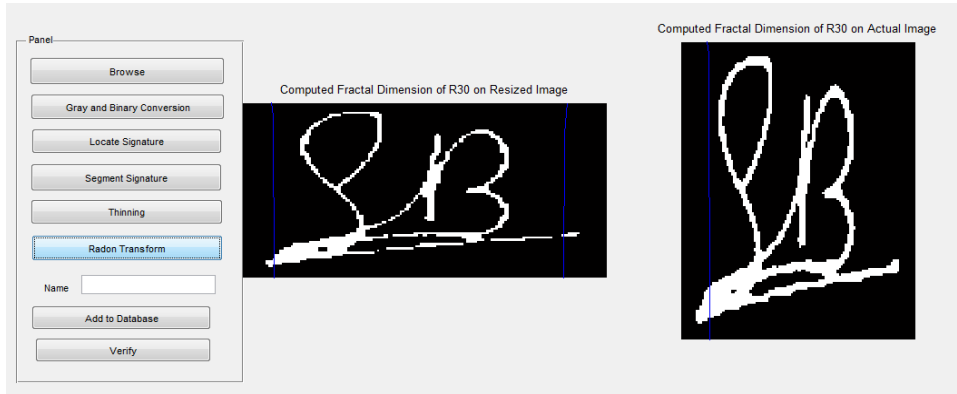 Panel
Browse
Gray and Binary Conversion
Locate Signature
Segment Signature
Thinning
Radon Transform
Name
Add to Database
Verify
Computed Fractal Dimension of R30 on Resized Image
Computed Fractal Dimension of R30 on Actual Image